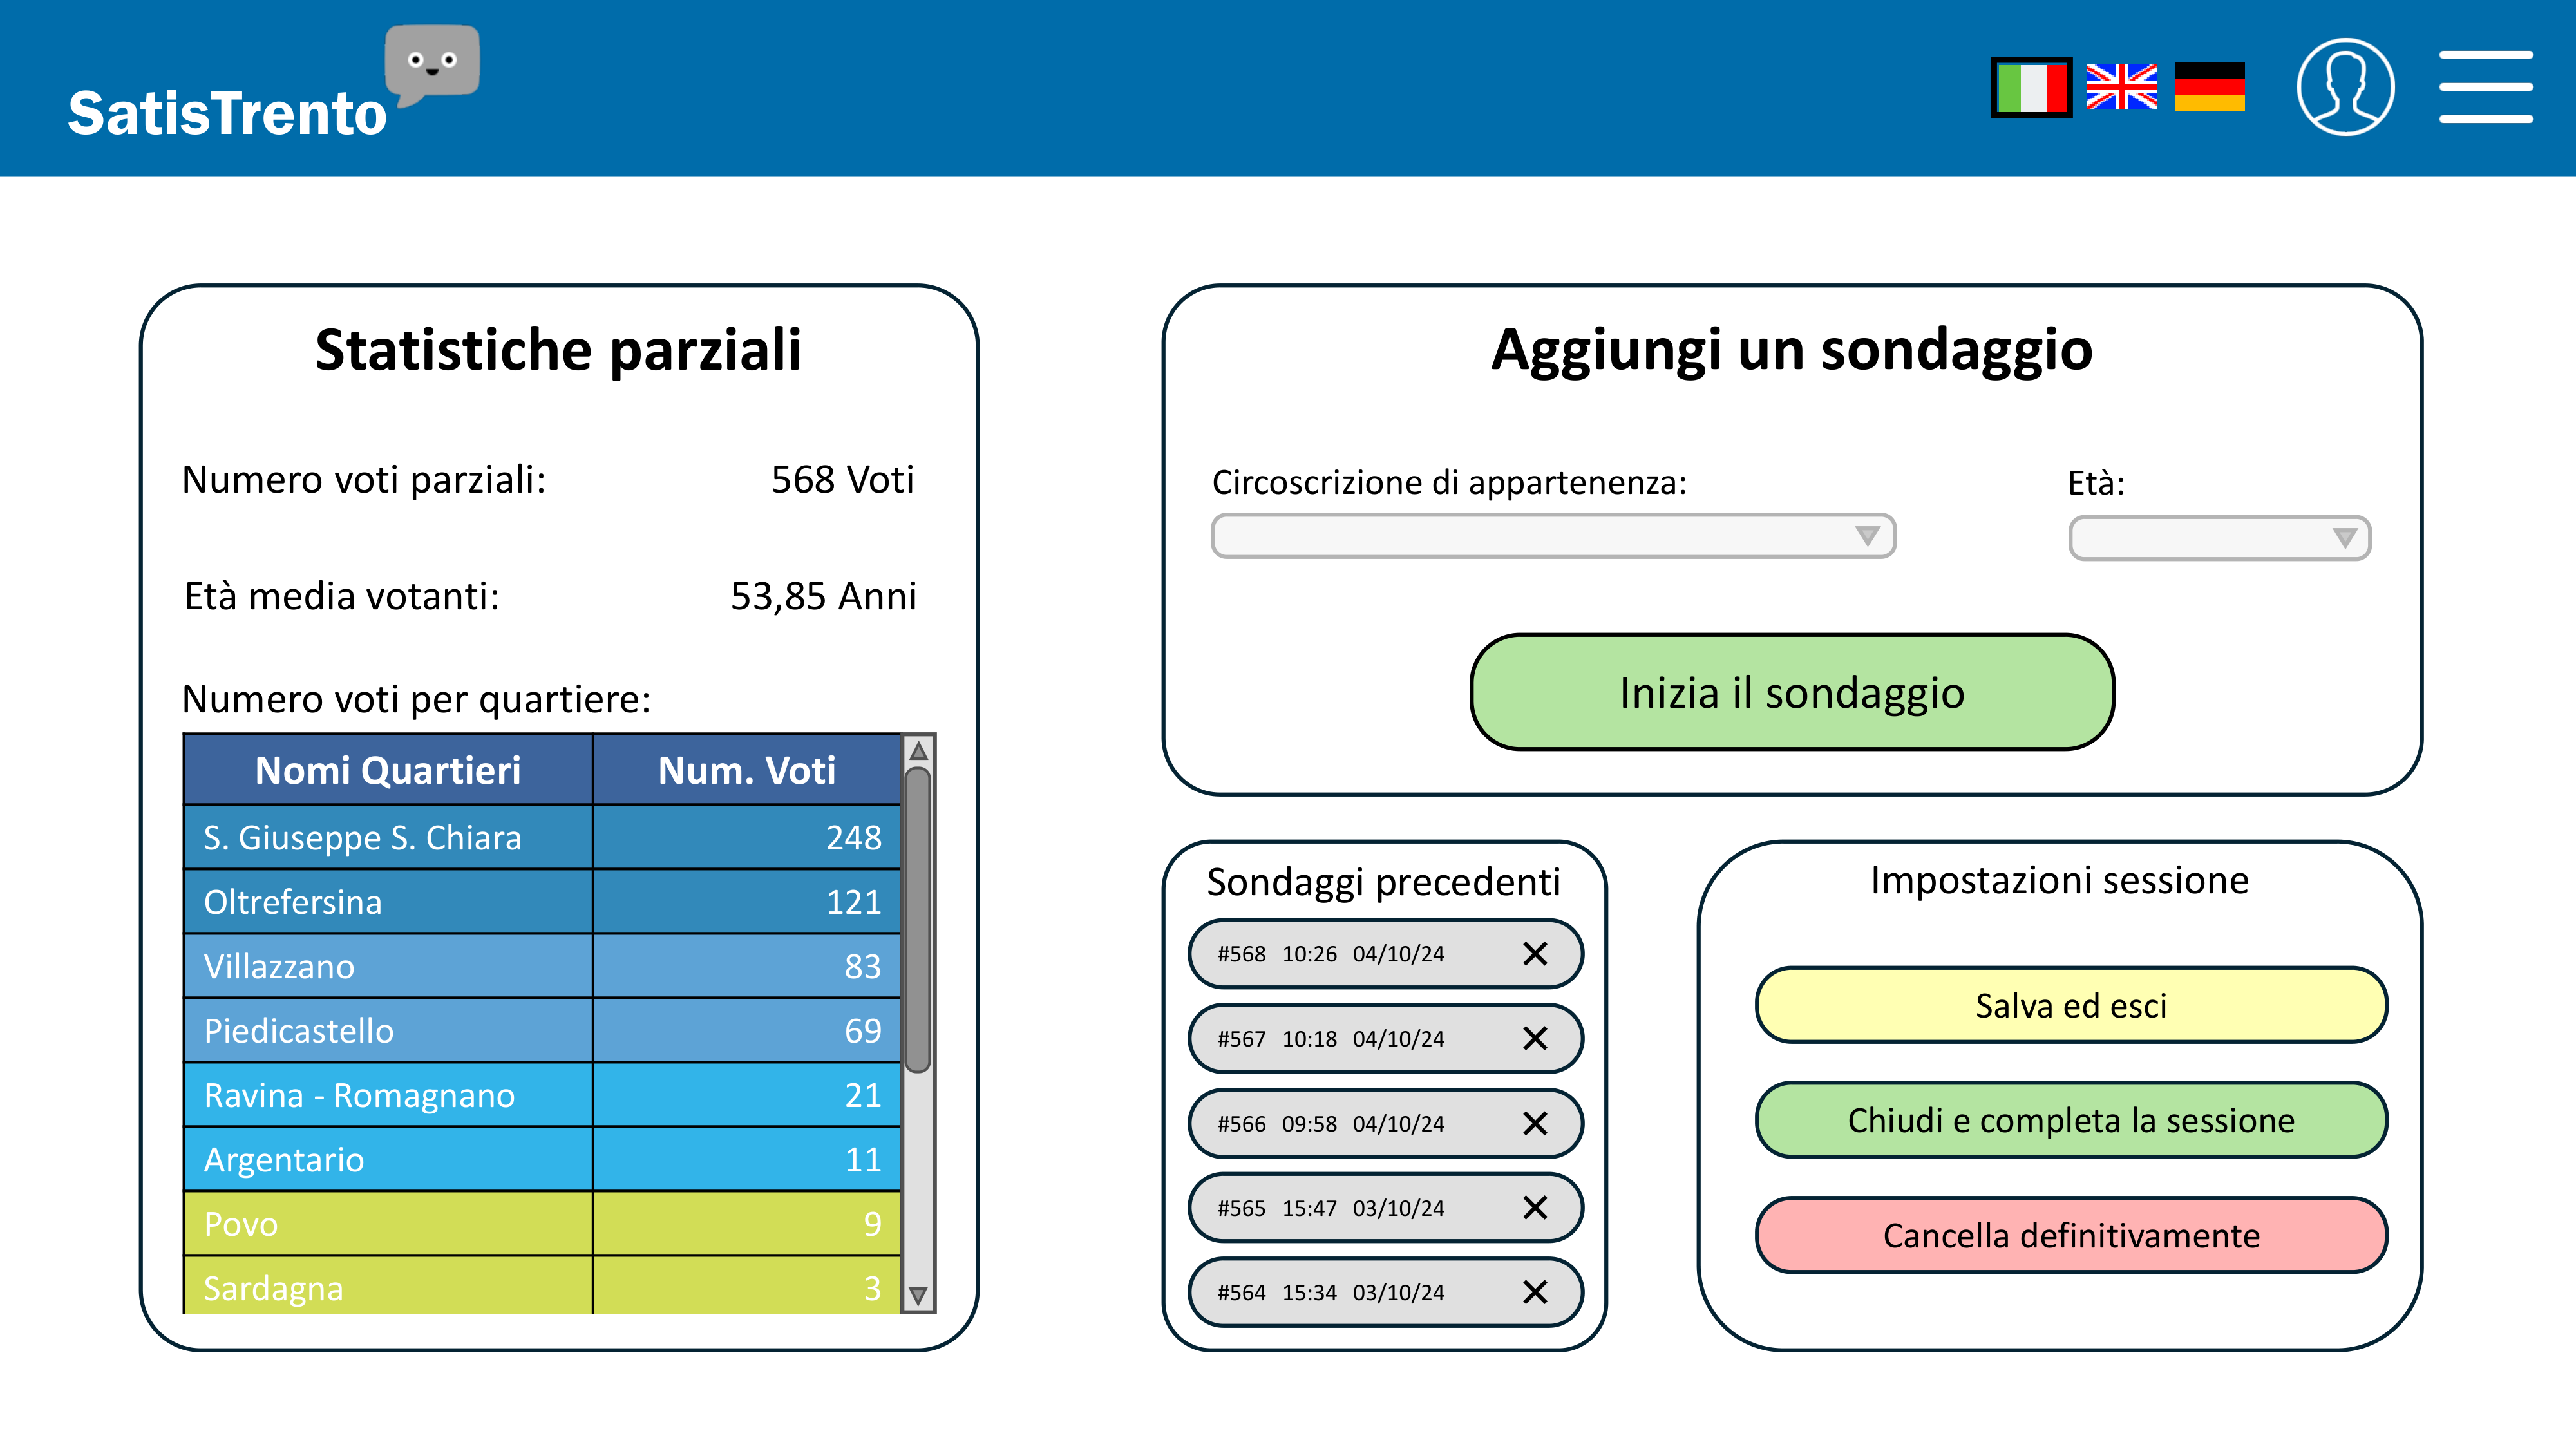 SatisTrento
Statistiche parziali
Numero voti parziali: 568 Voti
Età media votanti: 53,85 Anni
Numero voti per quartiere:
Nomi Quartieri Num. Voti
S. Giuseppe S. Chiara 248
Oltrefersina 121
Villazzano 83
Piedicastello 69
Ravina - Romagnano 21
Argentario 11
Povo 9
Sardagna 3
Aggiungi un sondaggio
Circoscrizione di appartenenza: Età:
Inizia il sondaggio
Sondaggi precedenti
#568 10:26 04/10/24
#567 10:18 04/10/24
#566 09:58 04/10/24
#565 15:47 03/10/24
#564 15:34 03/10/24
Impostazioni sessione
Salva ed esci
Chiudi e completa la sessione
Cancella definitivamente